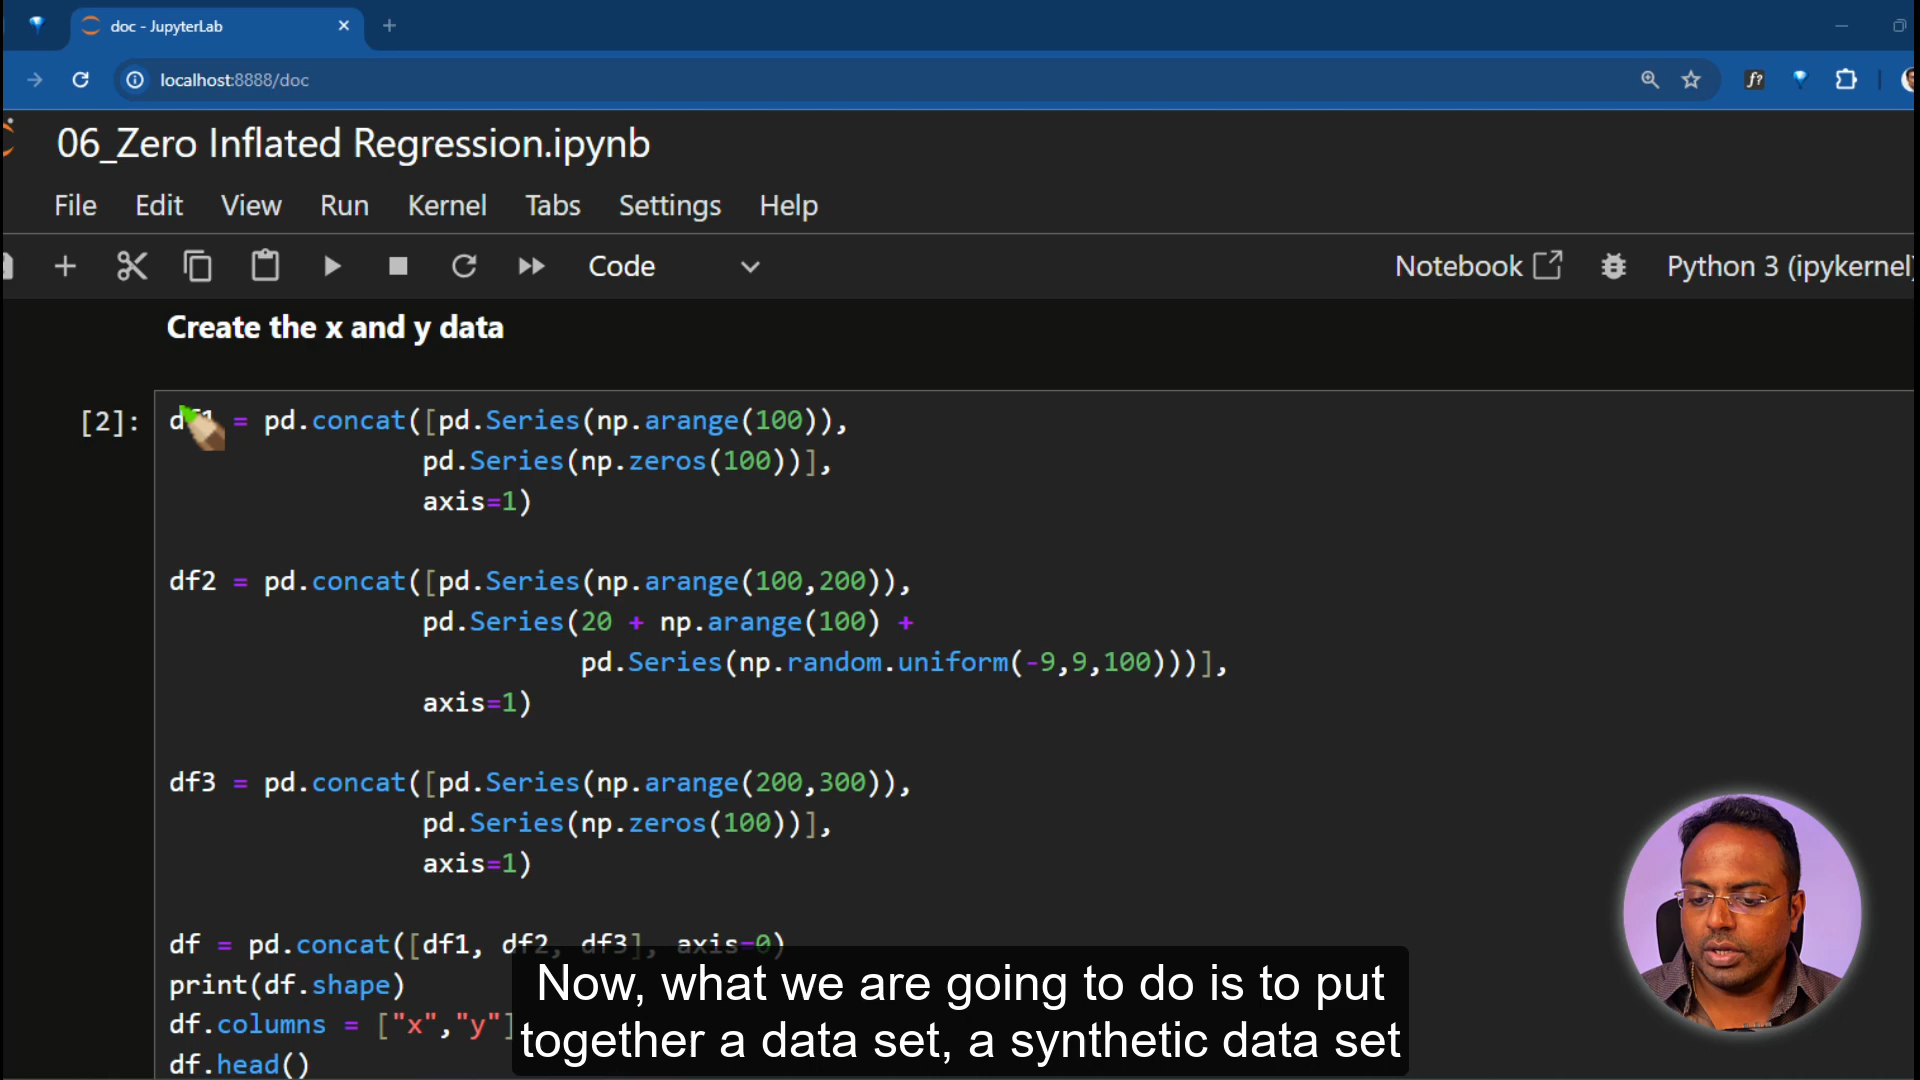 doc - JupyterLab
localhost:8888/doc
06_Zero Inflated Regression.ipynb
File Edit View Run Kernel Tabs Settings Help
Code Notebook Python 3 (ipykernel)
Create the x and y data
[2]: df1 = pd.concat([pd.Series(np.arange(100)),
pd.Series(np.zeros(100))],
axis=1)
df2 = pd.concat([pd.Series(np.arange(100,200)),
pd.Series(20 + np.arange(100) +
pd.Series(np.random.uniform(-9,9,100)))],
axis=1)
df3 = pd.concat([pd.Series(np.arange(200,300)),
pd.Series(np.zeros(100))],
axis=1)
df = pd.concat([df1, df2, df3], axis=0)
print(df.shape)
df.columns = ["x","y"]
df.head()
Now, what we are going to do is to put
together a data set, a synthetic data set